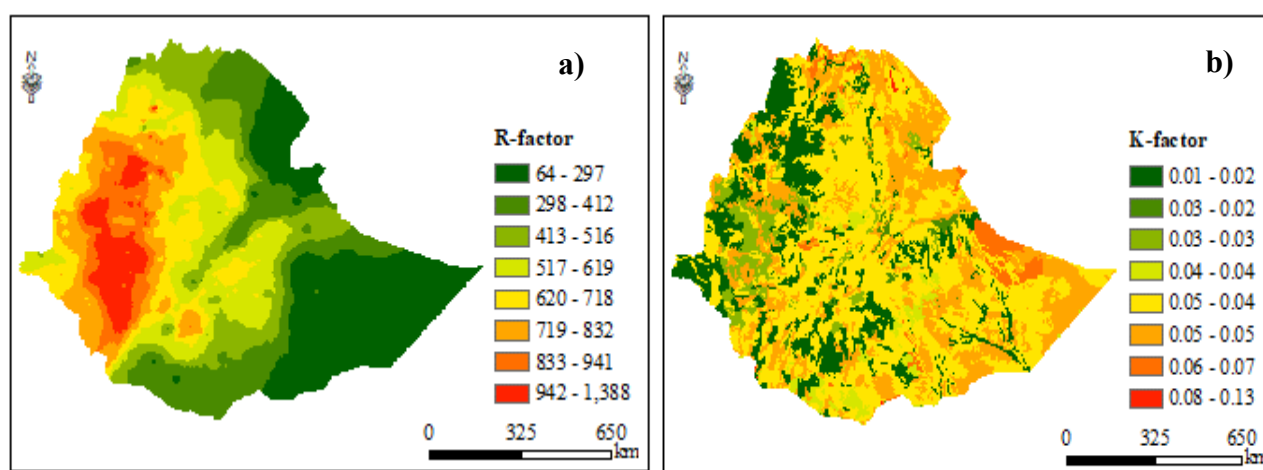 a)
N
R-factor
64 - 297
298 - 412
413 - 516
517 - 619
620 - 718
719 - 832
833 - 941
942 - 1,388
0 325 650
km
b)
N
K-factor
0.01 - 0.02
0.03 - 0.02
0.03 - 0.03
0.04 - 0.04
0.05 - 0.04
0.05 - 0.05
0.06 - 0.07
0.08 - 0.13
0 325 650
km